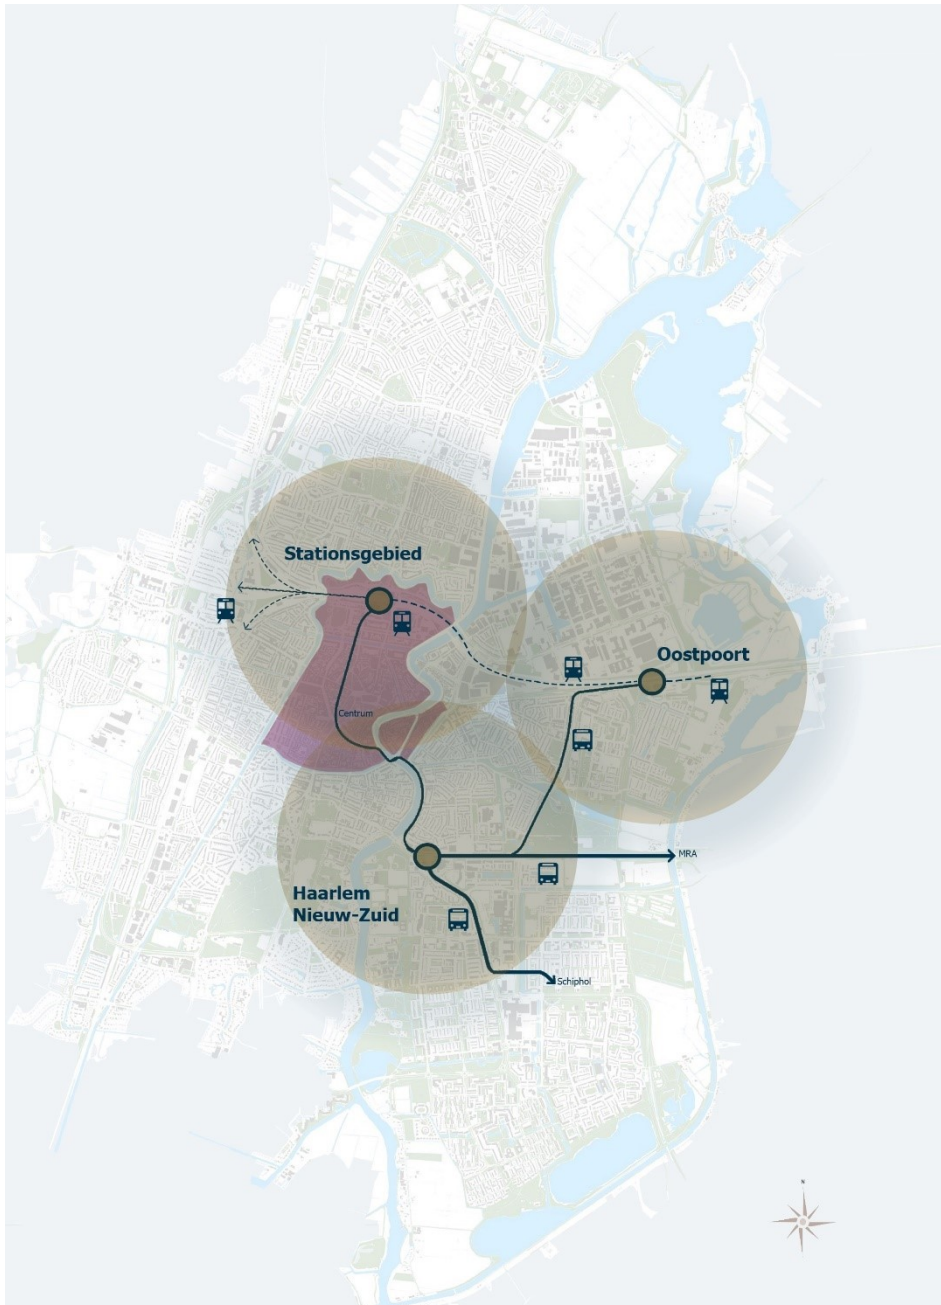 Stationsgebied
Oostpoort
Centrum
MRA
Haarlem
Nieuw-Zuid
Schiphol
N